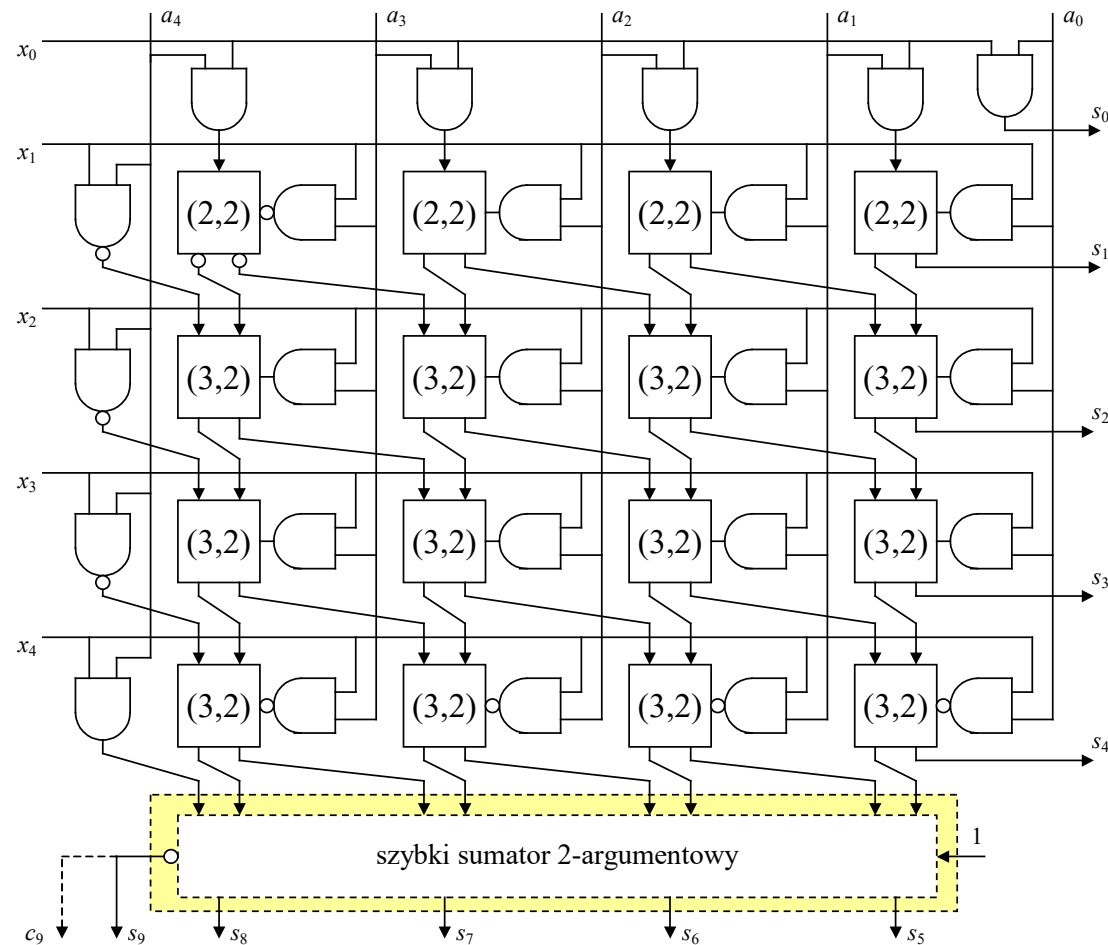 a₄ a₃ a₂ a₁ a₀
x₀
s₀
x₁
(2,2) (2,2) (2,2) (2,2)
s₁
x₂
(3,2) (3,2) (3,2) (3,2)
s₂
x₃
(3,2) (3,2) (3,2) (3,2)
s₃
x₄
(3,2) (3,2) (3,2) (3,2)
s₄
1
szybki sumator 2-argumentowy
c₉ s₉ s₈ s₇ s₆ s₅